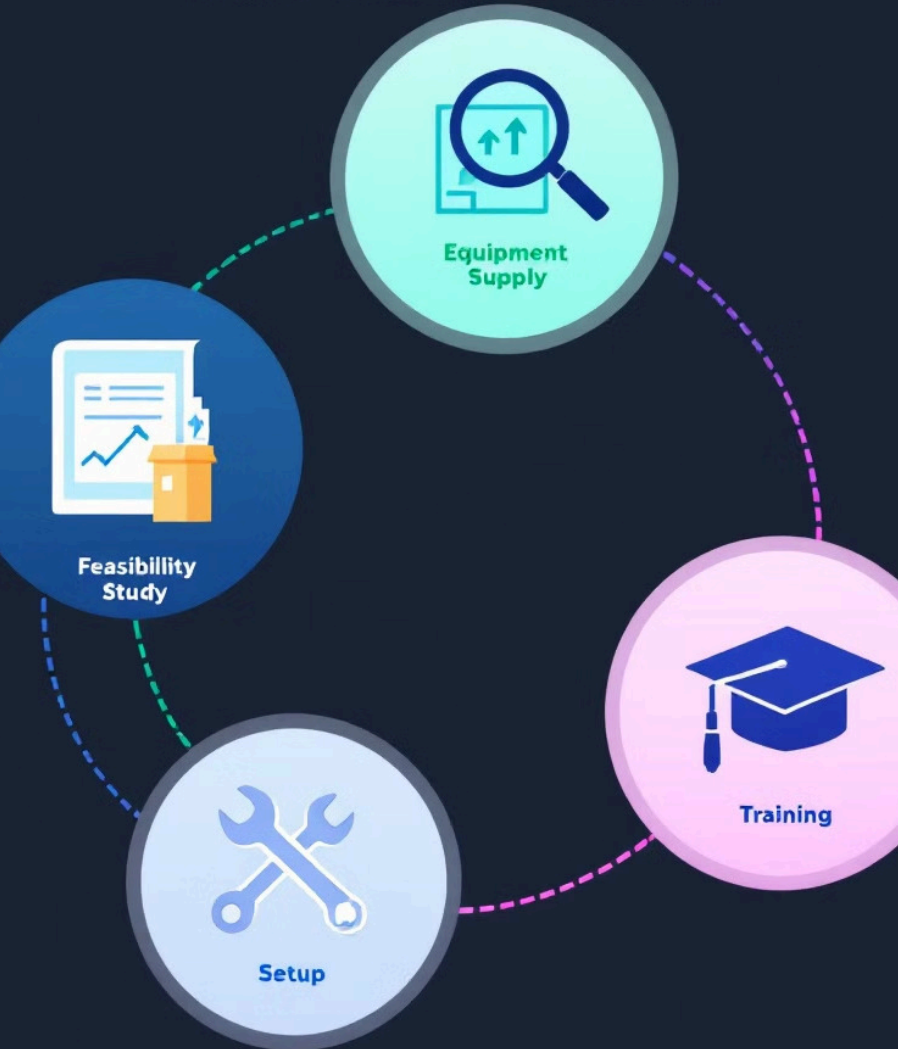 Equipment
Supply
Feasibillity
Study
Training
Setup